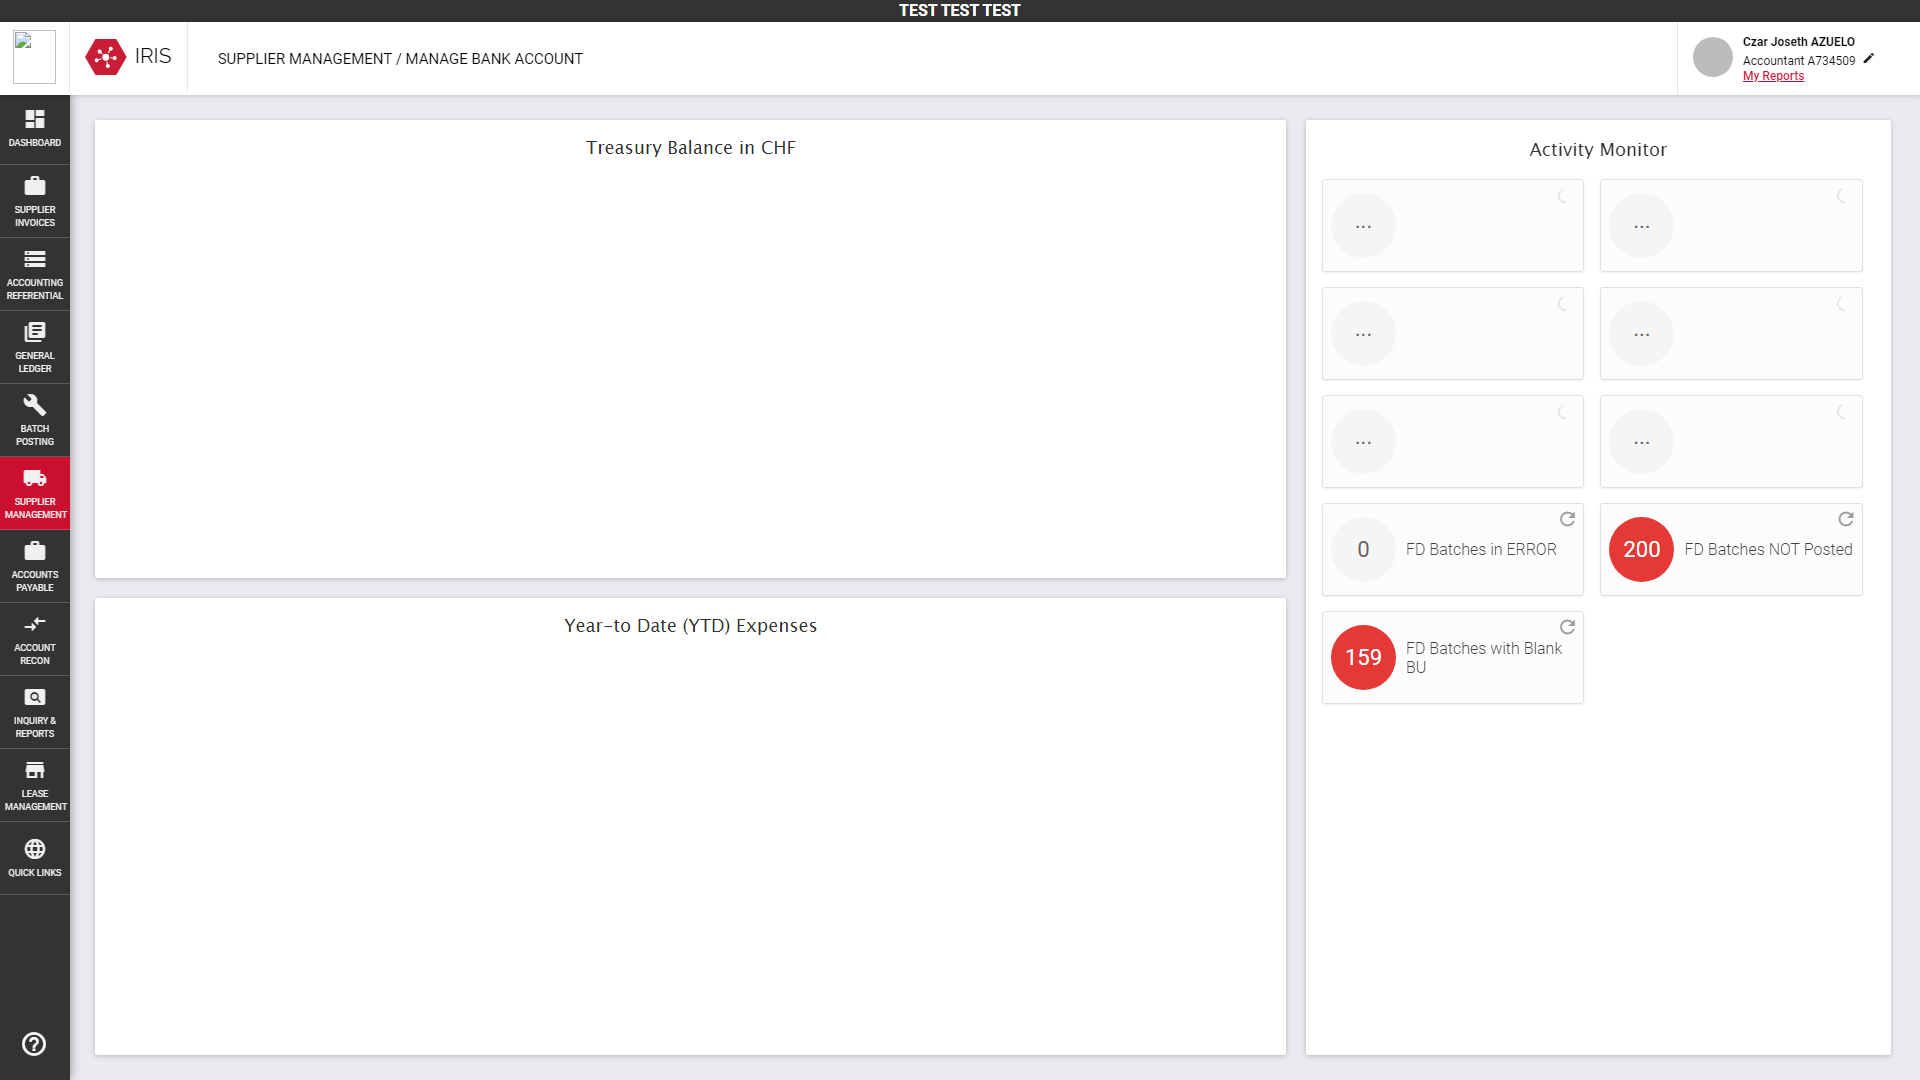 TEST TEST TEST
IRIS
SUPPLIER MANAGEMENT / MANAGE BANK ACCOUNT
Czar Joseth AZUELO
Accountant A734509
My Reports
DASHBOARD
SUPPLIER
INVOICES
ACCOUNTING
REFERENTIAL
GENERAL
LEDGER
BATCH
POSTING
SUPPLIER
MANAGEMENT
ACCOUNTS
PAYABLE
ACCOUNT
RECON
INQUIRY &
REPORTS
LEASE
MANAGEMENT
QUICK LINKS
Treasury Balance in CHF
Year-to Date (YTD) Expenses
Activity Monitor
... ...
... ...
... ...
0 FD Batches in ERROR
200 FD Batches NOT Posted
159 FD Batches with Blank
BU